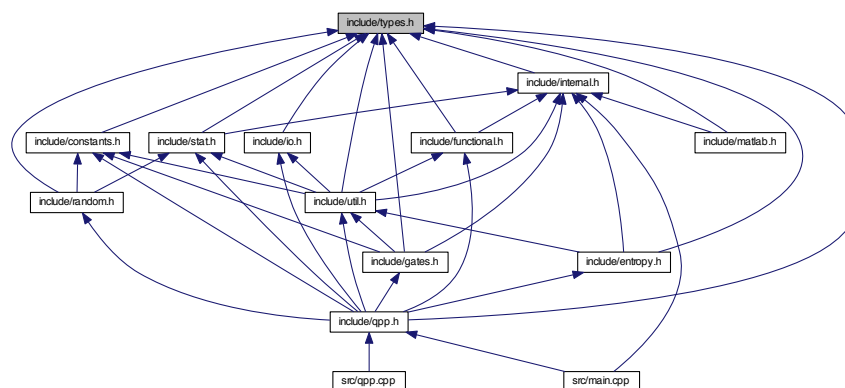 include/types.h
include/internal.h
include/constants.h
include/stat.h
include/io.h
include/functional.h
include/matlab.h
include/random.h
include/util.h
include/gates.h
include/entropy.h
include/qpp.h
src/qpp.cpp
src/main.cpp